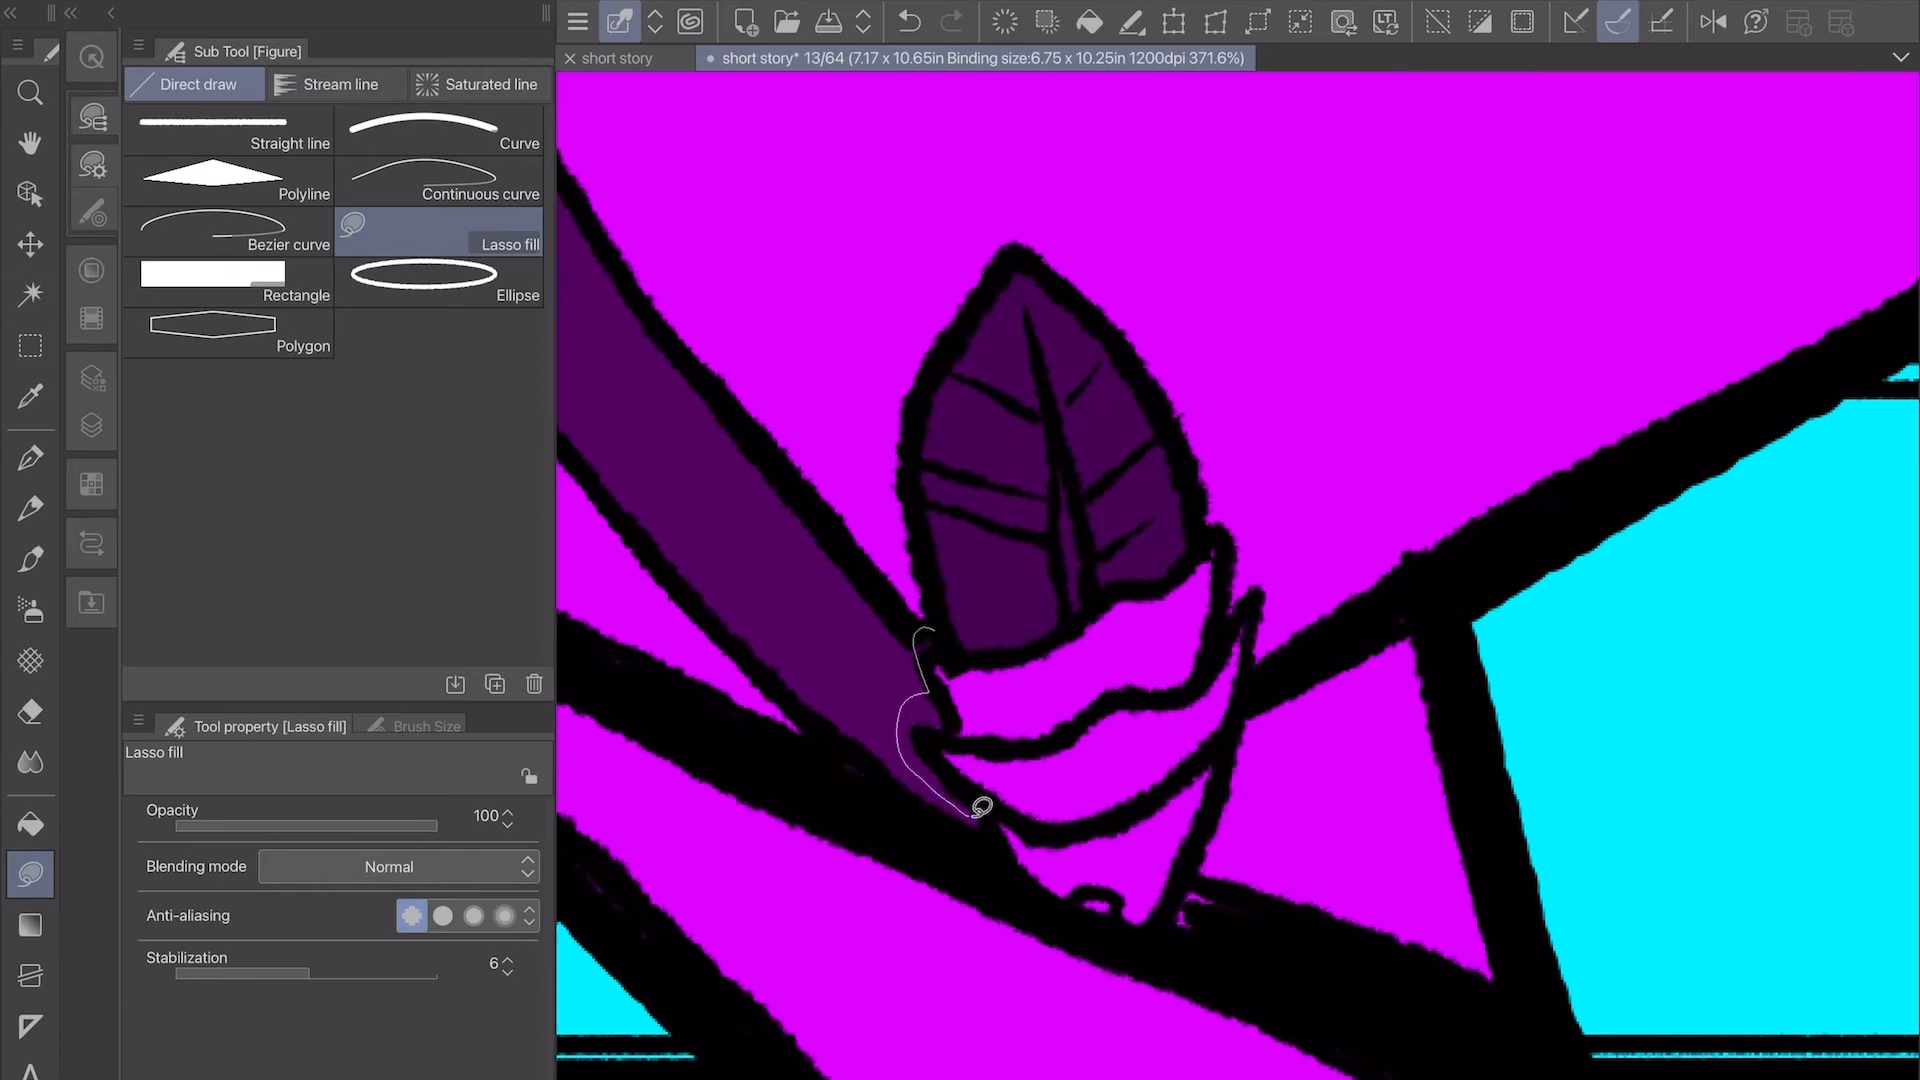 Sub Tool [Figure]
Direct draw
Stream line
Saturated line
Straight line
Curve
Polyline
Continuous curve
Bezier curve
Lasso fill
Rectangle
Ellipse
Polygon
Tool property [Lasso fill]
Brush Size
Lasso fill
Opacity
100
Blending mode
Normal
Anti-aliasing
Stabilization
6
LT
short story
short story* 13/64 (7.17 x 10.65in Binding size:6.75 x 10.25in 1200dpi 371.6%)
A